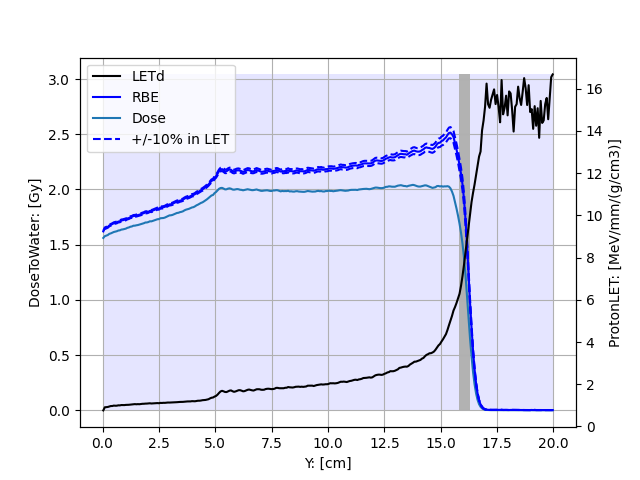 LETd
RBE
Dose
+/-10% in LET
3.0
2.5
2.0
1.5
1.0
0.5
0.0
DoseToWater: [Gy]
16
14
12
10
8
6
4
2
0
ProtonLET: [MeV/mm/(g/cm3)]
0.0 2.5 5.0 7.5 10.0 12.5 15.0 17.5 20.0
Y: [cm]